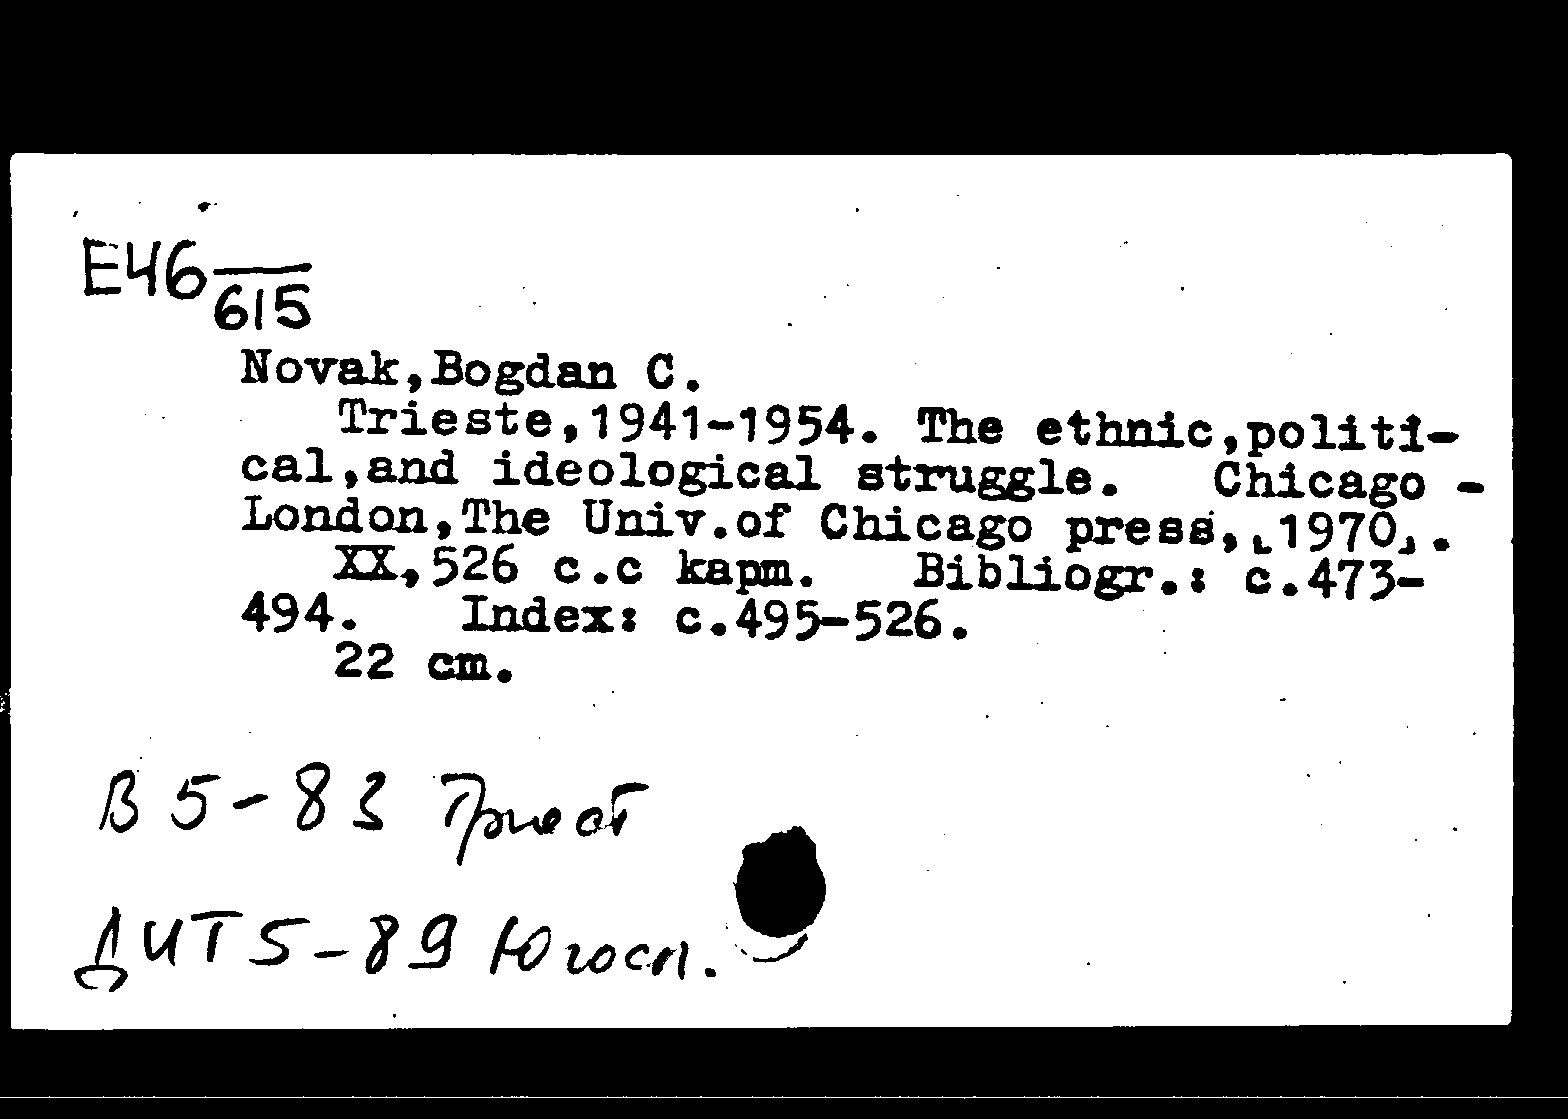 E46
615
Novak,Bogdan C.
Trieste,1941-1954. The ethnic,politi-
cal,and ideological struggle. Chicago -
London,The Univ.of Chicago press,[1970].
XX,526 c.c kapm. Bibliogr.: c.473-
494. Index: c.495-526.
22 cm.
В 5-83 Триест
ДИТ 5-89 Югосл.